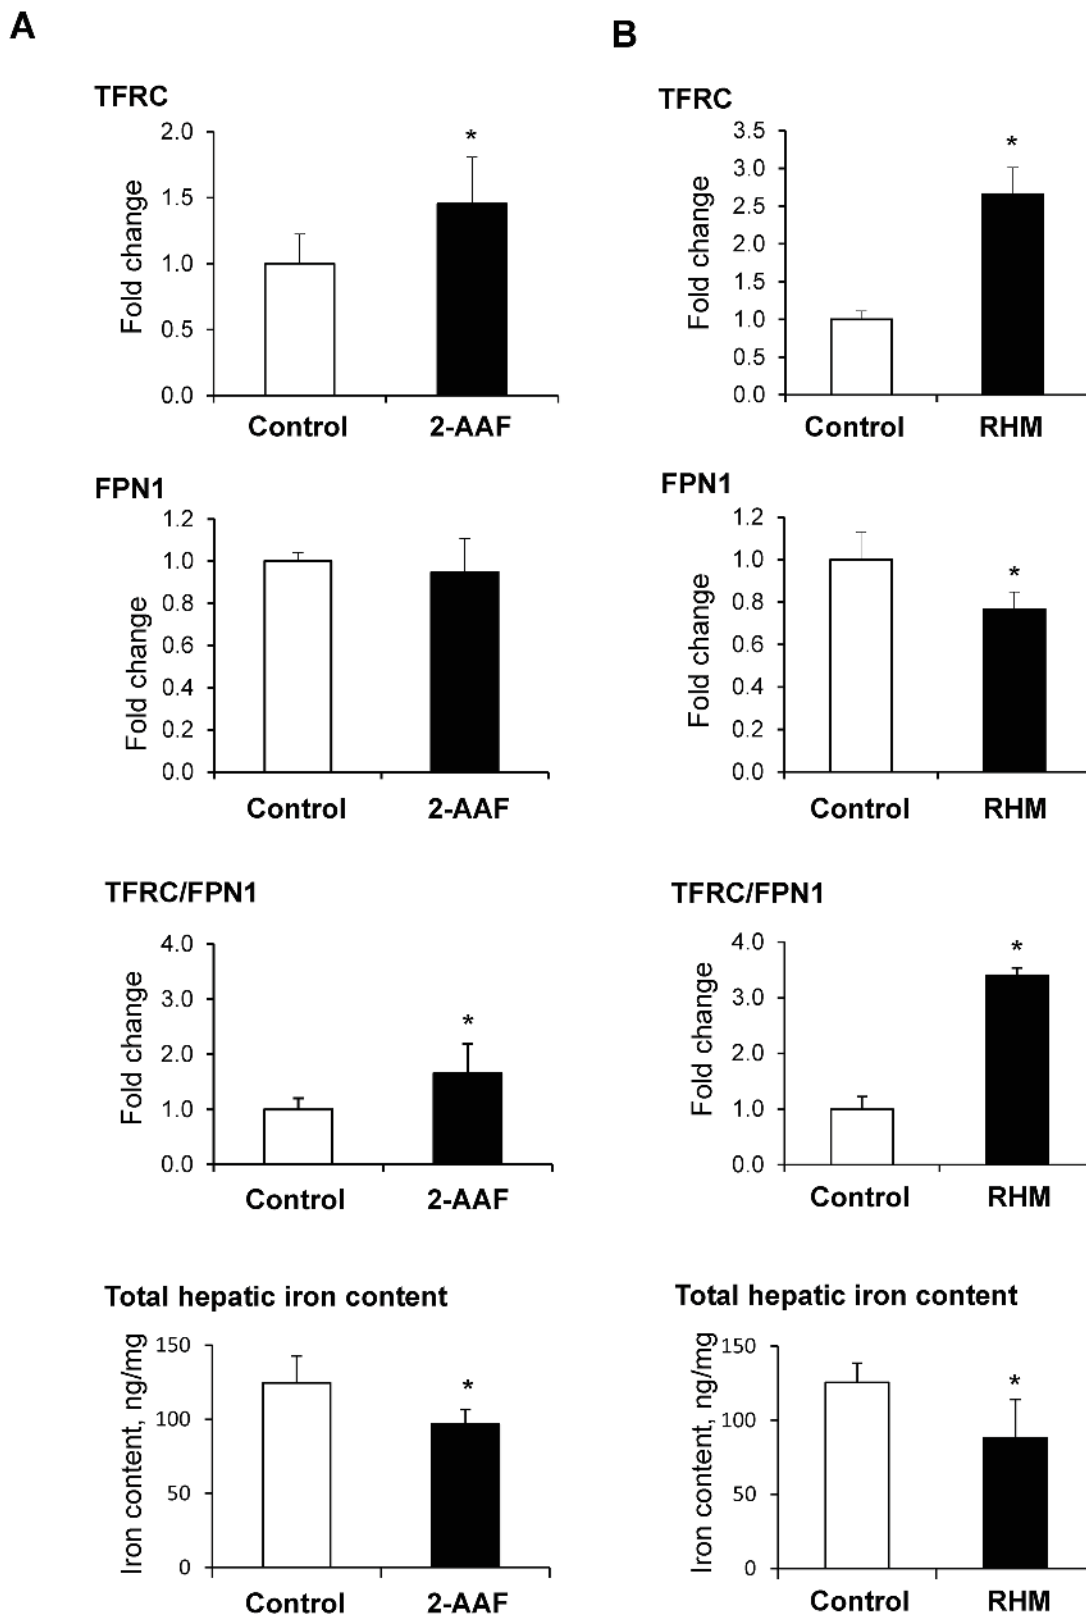 A
TFRC
Fold change
2.0
*
1.5
1.0
0.5
0.0
Control
2-AAF
FPN1
Fold change
1.2
1.0
0.8
0.6
0.4
0.2
0.0
Control
2-AAF
TFRC/FPN1
Fold change
4.0
3.0
2.0
*
1.0
0.0
Control
2-AAF
Total hepatic iron content
Iron content, ng/mg
150
100
*
50
0
Control
2-AAF
B
TFRC
Fold change
3.5
*
3.0
2.5
2.0
1.5
1.0
0.5
0.0
Control
RHM
FPN1
Fold change
1.2
1.0
*
0.8
0.6
0.4
0.2
0.0
Control
RHM
TFRC/FPN1
Fold change
4.0
*
3.0
2.0
1.0
0.0
Control
RHM
Total hepatic iron content
Iron content, ng/mg
150
*
100
50
0
Control
RHM